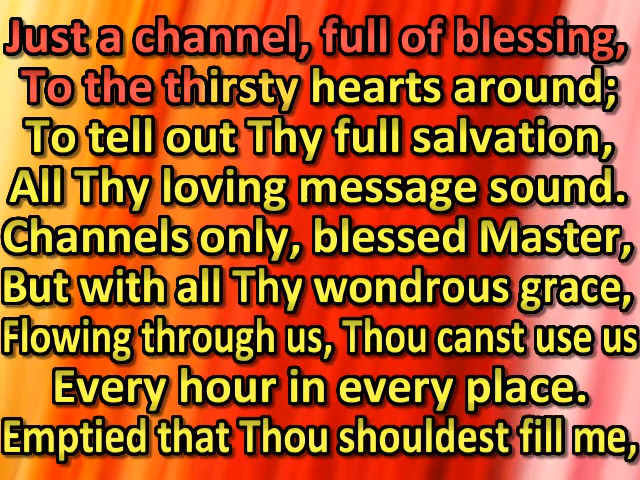 Just a channel, full of blessing,
To the thirsty hearts around;
To tell out Thy full salvation,
All Thy loving message sound.
Channels only, blessed Master,
But with all Thy wondrous grace,
Flowing through us, Thou canst use us
Every hour in every place.
Emptied that Thou shouldest fill me,